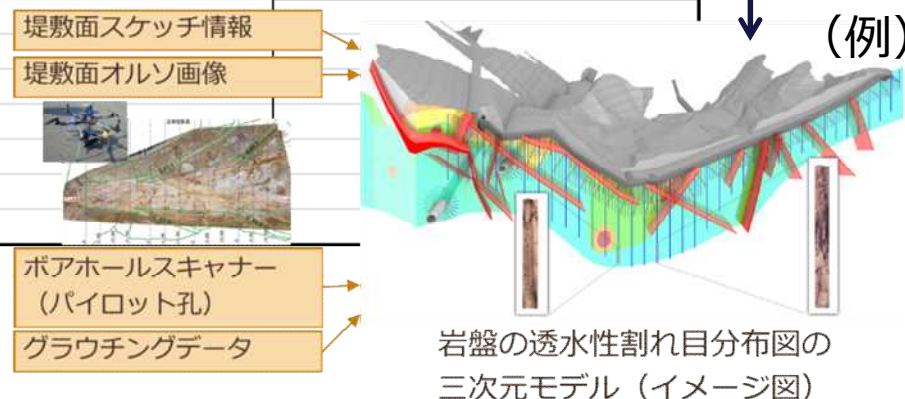 堤敷面スケッチ情報
堤敷面オルソ画像
(例)
ボアホールスキャナー
(パイロット孔)
グラウチングデータ
岩盤の透水性割れ目分布図の
三次元モデル(イメージ図)